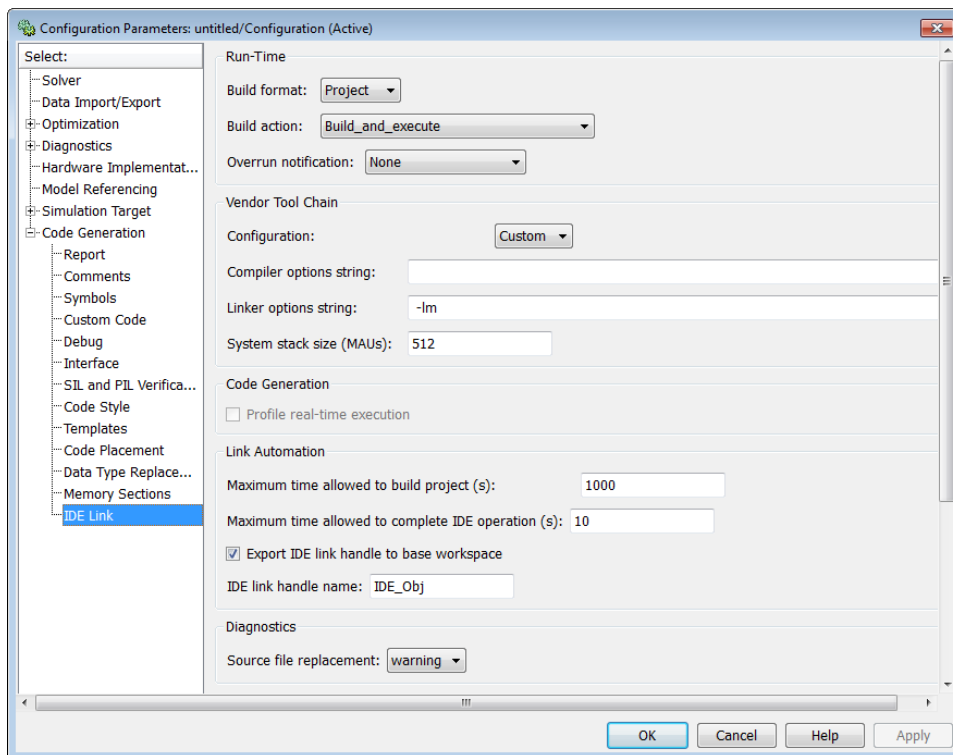 Configuration Parameters: untitled/Configuration (Active)
Select:
Solver
Data Import/Export
Optimization
Diagnostics
Hardware Implementat...
Model Referencing
Simulation Target
Code Generation
Report
Comments
Symbols
Custom Code
Debug
Interface
SIL and PIL Verifica...
Code Style
Templates
Code Placement
Data Type Replace...
Memory Sections
IDE Link
Run-Time
Build format: Project
Build action: Build_and_execute
Overrun notification: None
Vendor Tool Chain
Configuration: Custom
Compiler options string:
Linker options string: -lm
System stack size (MAUs): 512
Code Generation
Profile real-time execution
Link Automation
Maximum time allowed to build project (s): 1000
Maximum time allowed to complete IDE operation (s): 10
Export IDE link handle to base workspace
IDE link handle name: IDE_Obj
Diagnostics
Source file replacement: warning
OK Cancel Help Apply